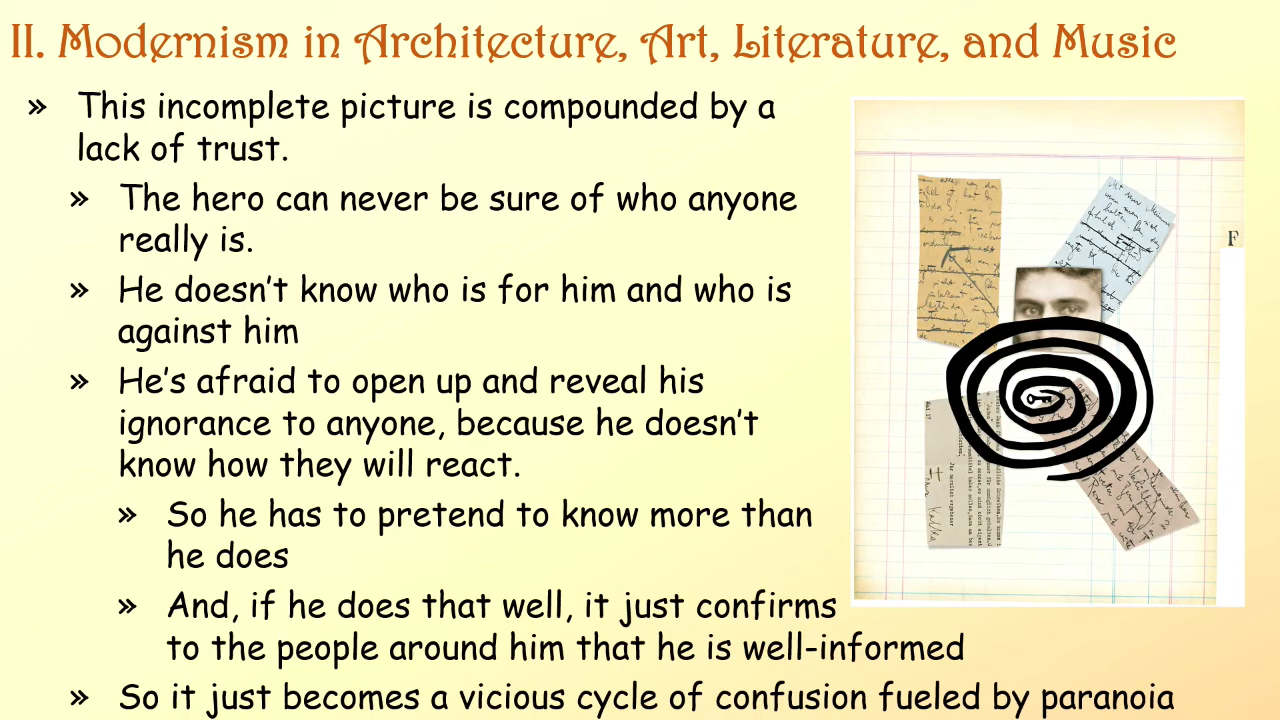 II. Modernism in Architecture, Art, Literature, and Music
» This incomplete picture is compounded by a
lack of trust.
» The hero can never be sure of who anyone
really is.
» He doesn’t know who is for him and who is
against him
» He’s afraid to open up and reveal his
ignorance to anyone, because he doesn’t
know how they will react.
» So he has to pretend to know more than
he does
» And, if he does that well, it just confirms
to the people around him that he is well-informed
» So it just becomes a vicious cycle of confusion fueled by paranoia
F